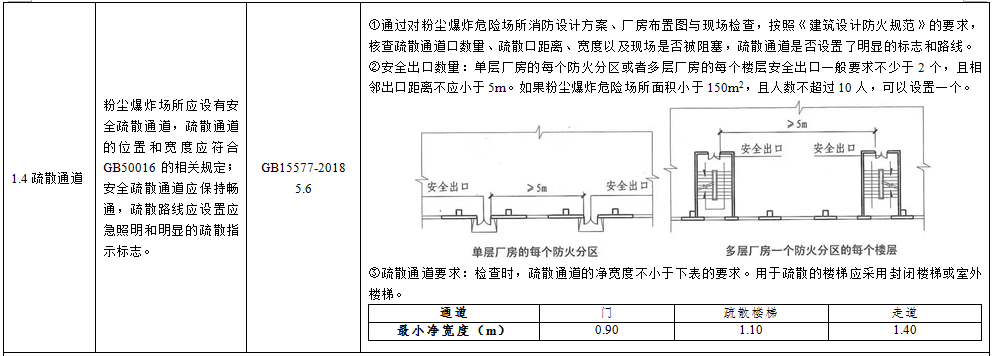 1.4 疏散通道
粉尘爆炸场所应设有安
全疏散通道，疏散通道
的位置和宽度应符合
GB50016 的相关规定；
安全疏散通道应保持畅
通，疏散路线应设置应
急照明和明显的疏散指
示标志。
GB15577-2018
5.6
①通过对粉尘爆炸危险场所消防设计方案、厂房布置图与现场检查，按照《建筑设计防火规范》的要求，
核查疏散通道口数量、疏散口距离、宽度以及现场是否被阻塞，疏散通道是否设置了明显的标志和路线。
②安全出口数量：单层厂房的每个防火分区或者多层厂房的每个楼层安全出口一般要求不少于 2 个，且相
邻出口距离不应小于 5m。如果粉尘爆炸危险场所面积小于 150m²，且人数不超过 10 人，可以设置一个。
安全出口
≥5m
安全出口
单层厂房的每个防火分区
≥5m
安全出口
安全出口
多层厂房一个防火分区的每个楼层
③疏散通道要求：检查时，疏散通道的净宽度不小于下表的要求。用于疏散的楼梯应采用封闭楼梯或室外
楼梯。
通道 门 疏散楼梯 走道
最小净宽度（m） 0.90 1.10 1.40